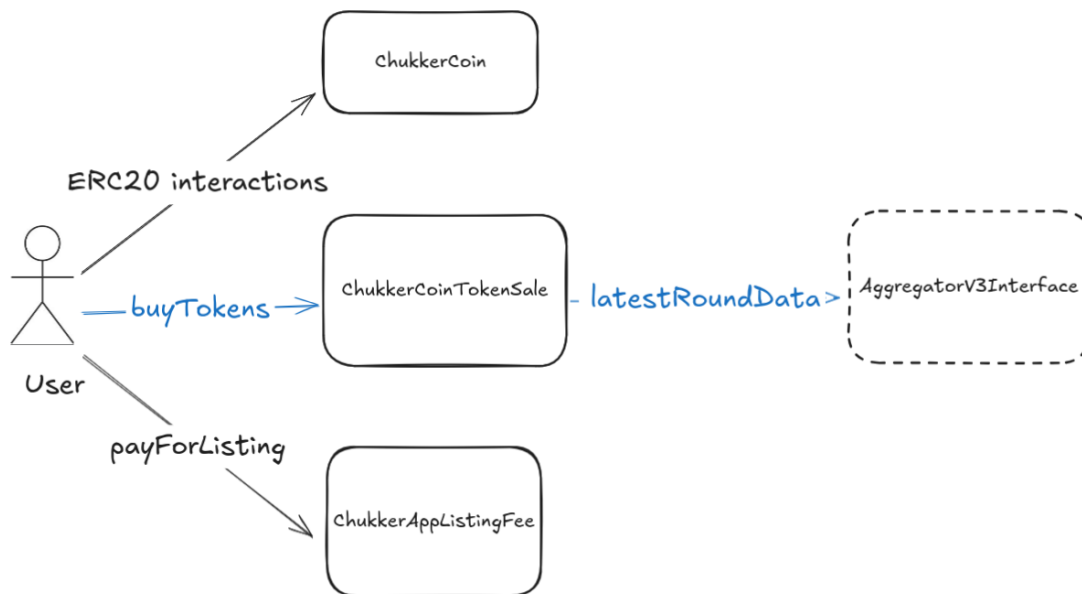 ChukkerCoin
ERC20 interactions
ChukkerCoinTokenSale
AggregatorV3Interface
buyTokens
latestRoundData
User
payForListing
ChukkerAppListingFee